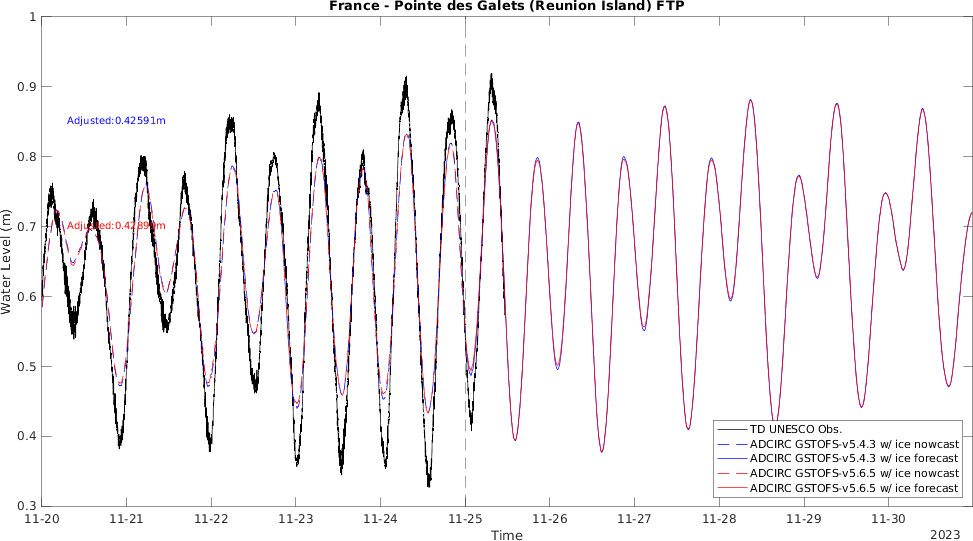 France - Pointe des Galets (Reunion Island) FTP
1
0.9
0.8
0.7
0.6
0.5
0.4
0.3
Water Level (m)
Adjusted:0.42591m
TD UNESCO Obs.
ADCIRC GSTOFS-v5.4.3 w/ ice nowcast
ADCIRC GSTOFS-v5.4.3 w/ ice forecast
ADCIRC GSTOFS-v5.6.5 w/ ice nowcast
ADCIRC GSTOFS-v5.6.5 w/ ice forecast
11-20 11-21 11-22 11-23 11-24 11-25 11-26 11-27 11-28 11-29 11-30
Time
2023